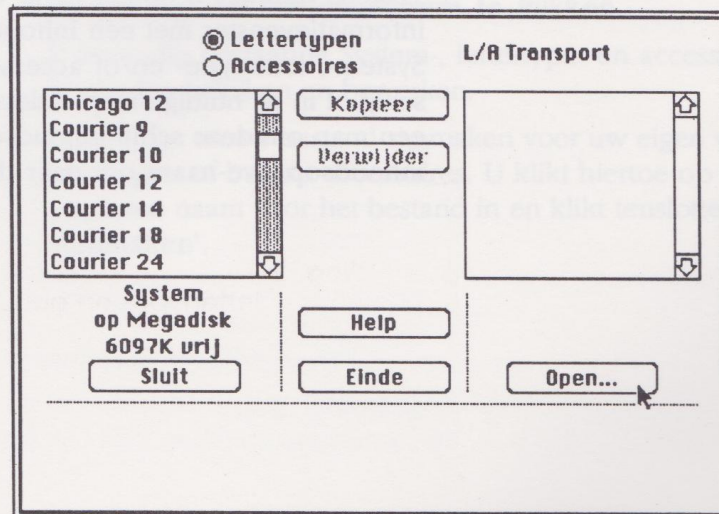 Lettertypen
Accessoires
L/A Transport
Chicago 12
Courier 9
Courier 10
Courier 12
Courier 14
Courier 18
Courier 24
Kopieer
Verwijder
System
op Megadisk
6097K vrij
Sluit
Help
Einde
Open...